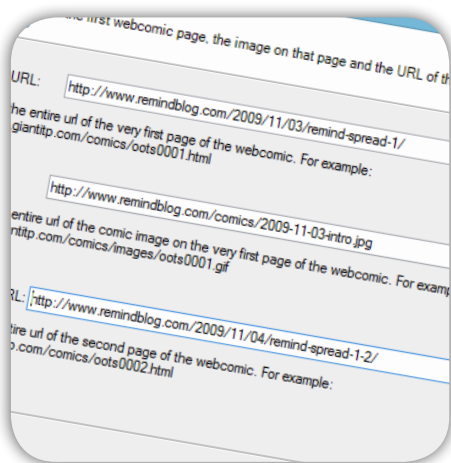 first webcomic page, the image on that page and the URL of th
URL: http://www.remindblog.com/2009/11/03/remind-spread-1/
he entire url of the very first page of the webcomic. For example:
.giantitp.com/comics/oots0001.html
http://www.remindblog.com/comics/2009-11-03-intro.jpg
entire url of the comic image on the very first page of the webcomic. For examp
ntitp.com/comics/images/oots0001.gif
RL: http://www.remindblog.com/2009/11/04/remind-spread-1-2/
tire url of the second page of the webcomic. For example:
p.com/comics/oots0002.html